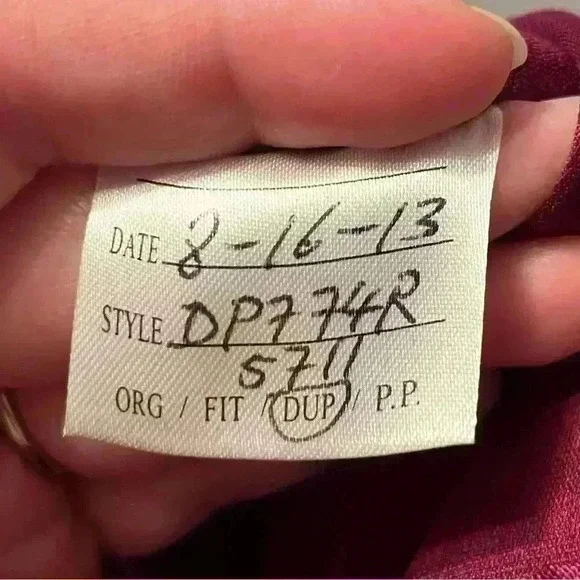 DATE 8-16-13
STYLE DP774R
5711
ORG / FIT / DUP / P.P.